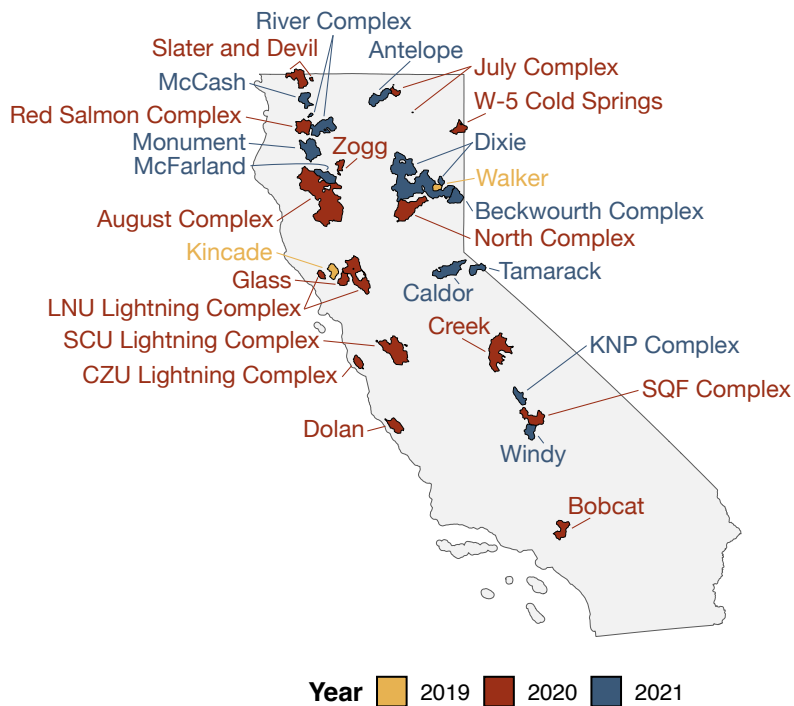 River Complex
Slater and Devil
Antelope
McCash
July Complex
W-5 Cold Springs
Red Salmon Complex
Monument
Zogg
Dixie
McFarland
Walker
August Complex
Beckwourth Complex
North Complex
Kincade
Glass
Tamarack
Caldor
LNU Lightning Complex
SCU Lightning Complex
Creek
KNP Complex
CZU Lightning Complex
SQF Complex
Dolan
Windy
Bobcat
Year 2019 2020 2021